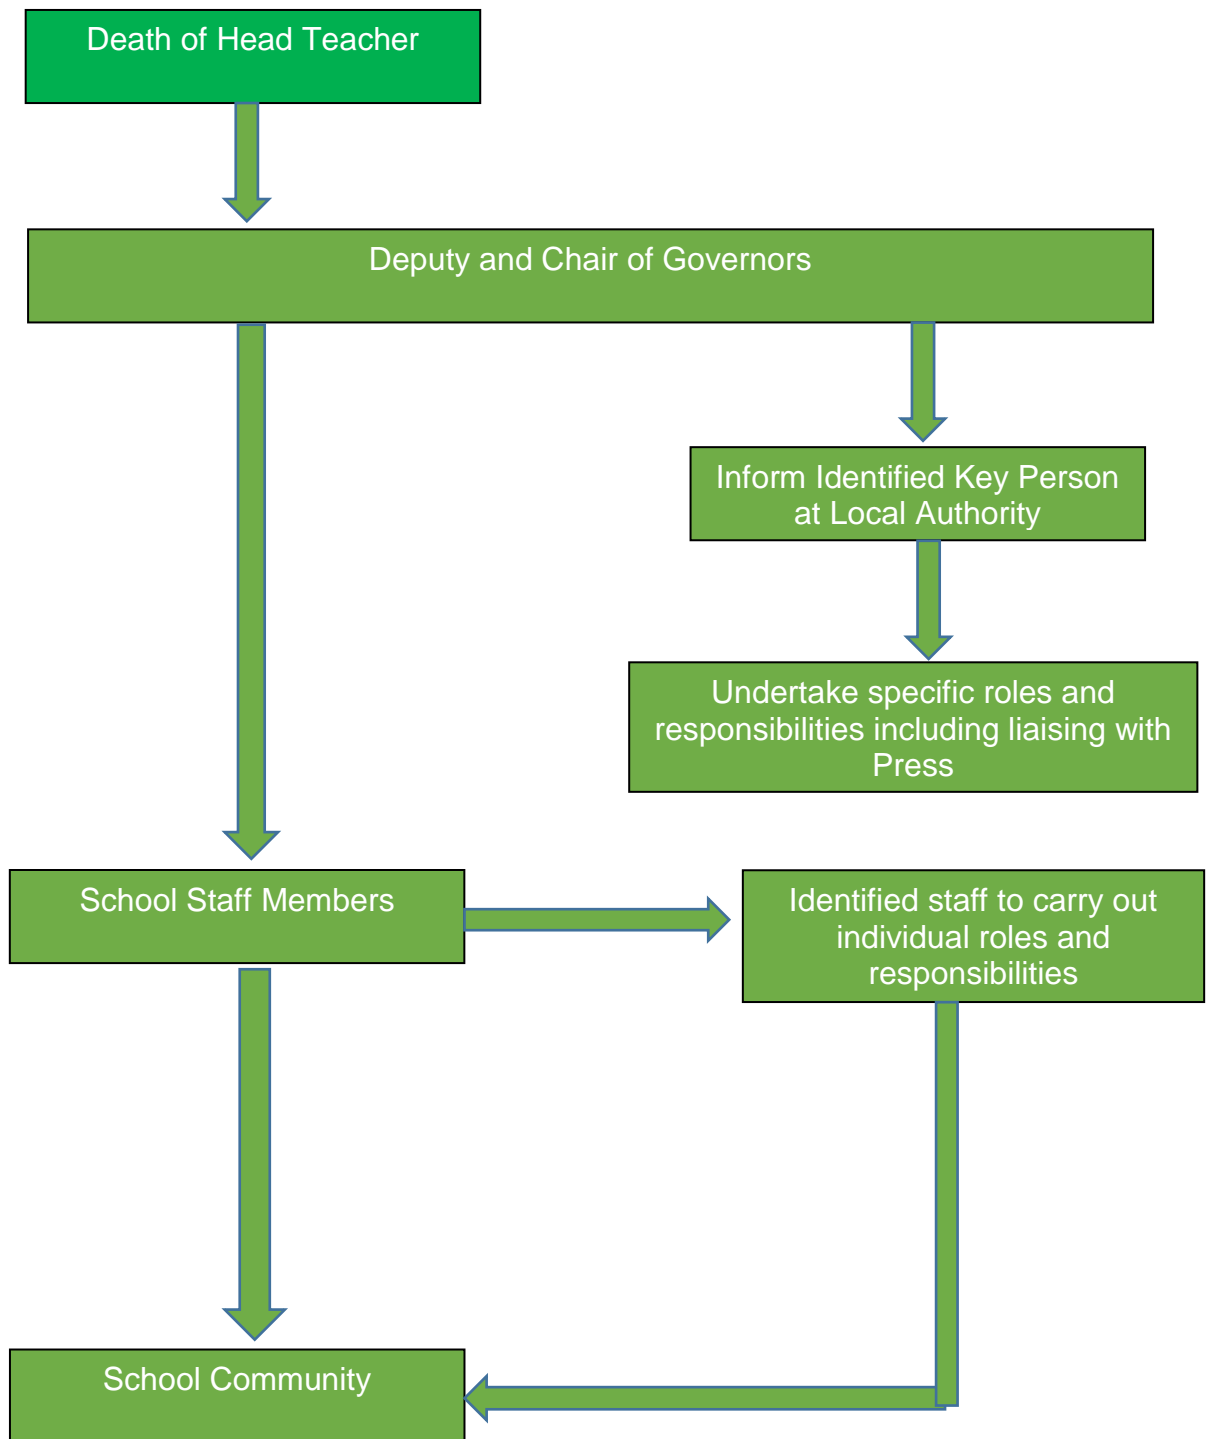 Death of Head Teacher
Deputy and Chair of Governors
Inform Identified Key Person
at Local Authority
Undertake specific roles and
responsibilities including liaising with
Press
School Staff Members
Identified staff to carry out
individual roles and
responsibilities
School Community